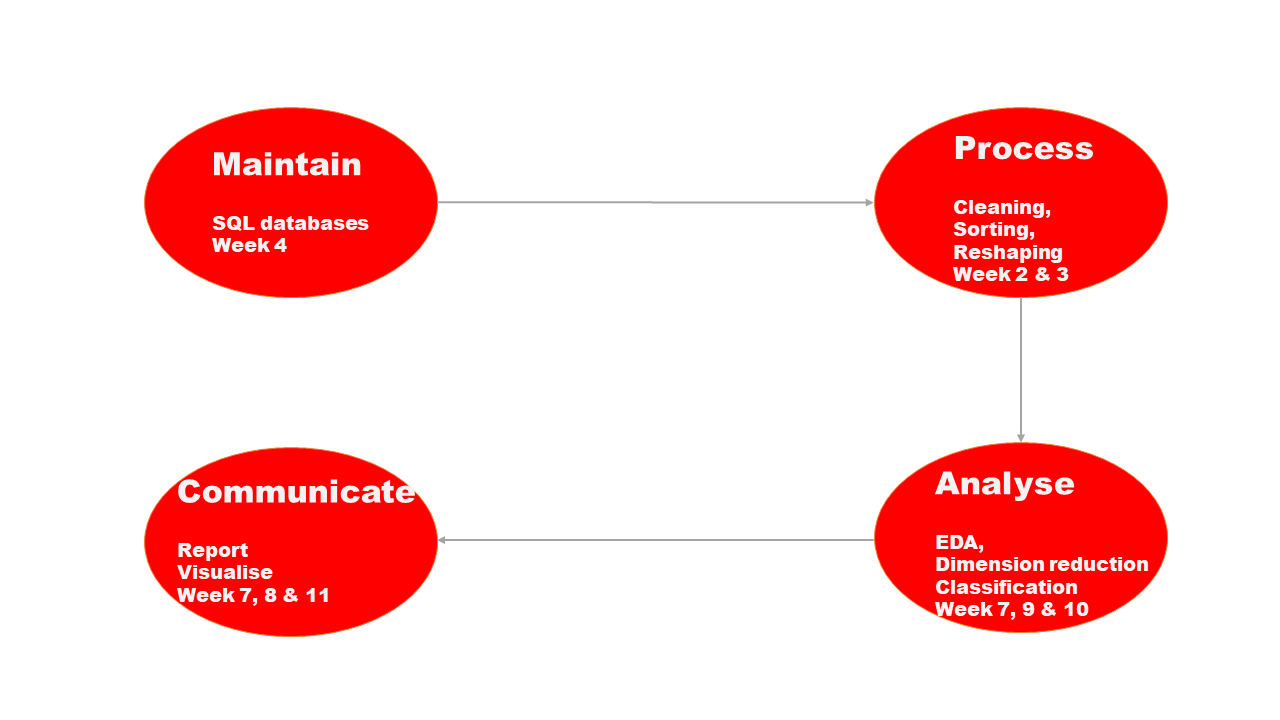 Maintain
SQL databases
Week 4
Process
Cleaning,
Sorting,
Reshaping
Week 2 & 3
Communicate
Report
Visualise
Week 7, 8 & 11
Analyse
EDA,
Dimension reduction
Classification
Week 7, 9 & 10